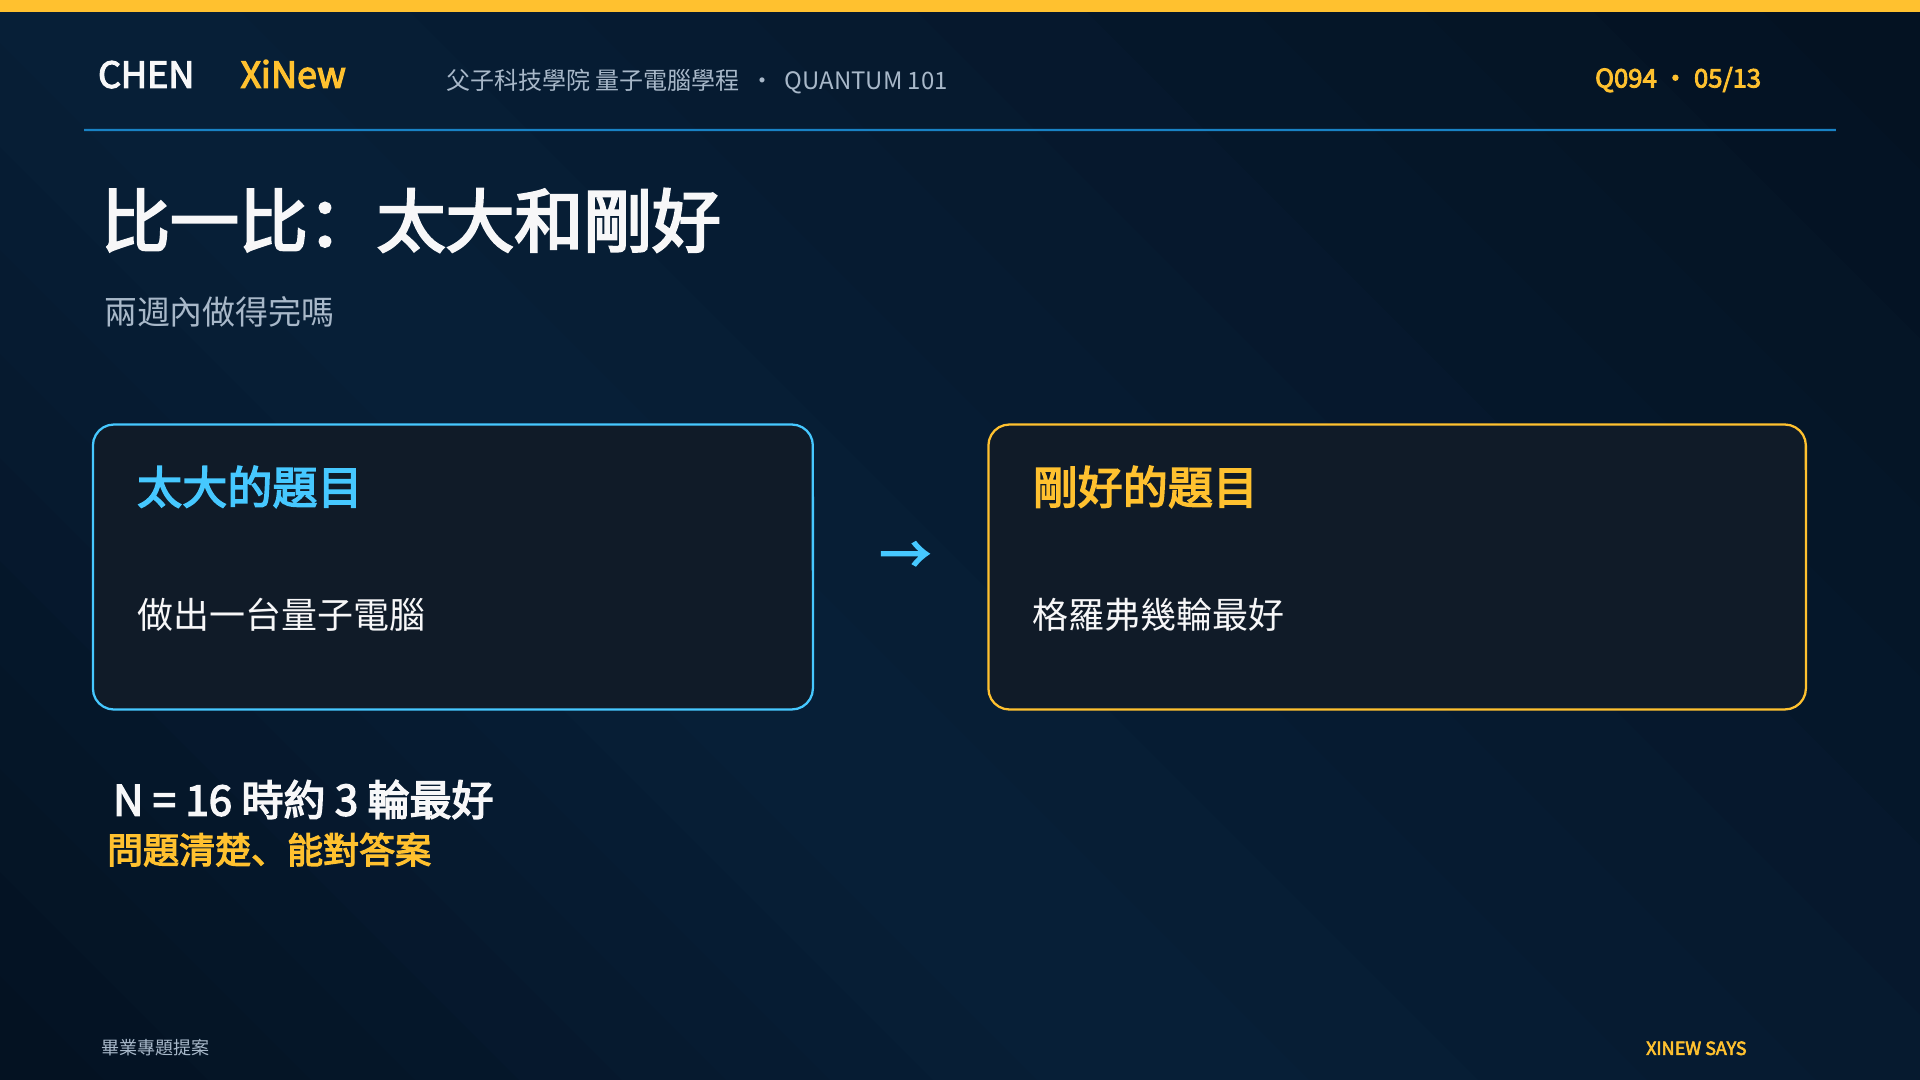 CHEN XiNew 父子科技學院 量子電腦學程 • QUANTUM 101 Q094 • 05/13
比一比：太大和剛好
兩週內做得完嗎
太大的題目
做出一台量子電腦
→
剛好的題目
格羅弗幾輪最好
N = 16 時約 3 輪最好
問題清楚、能對答案
畢業專題提案
XINEW SAYS